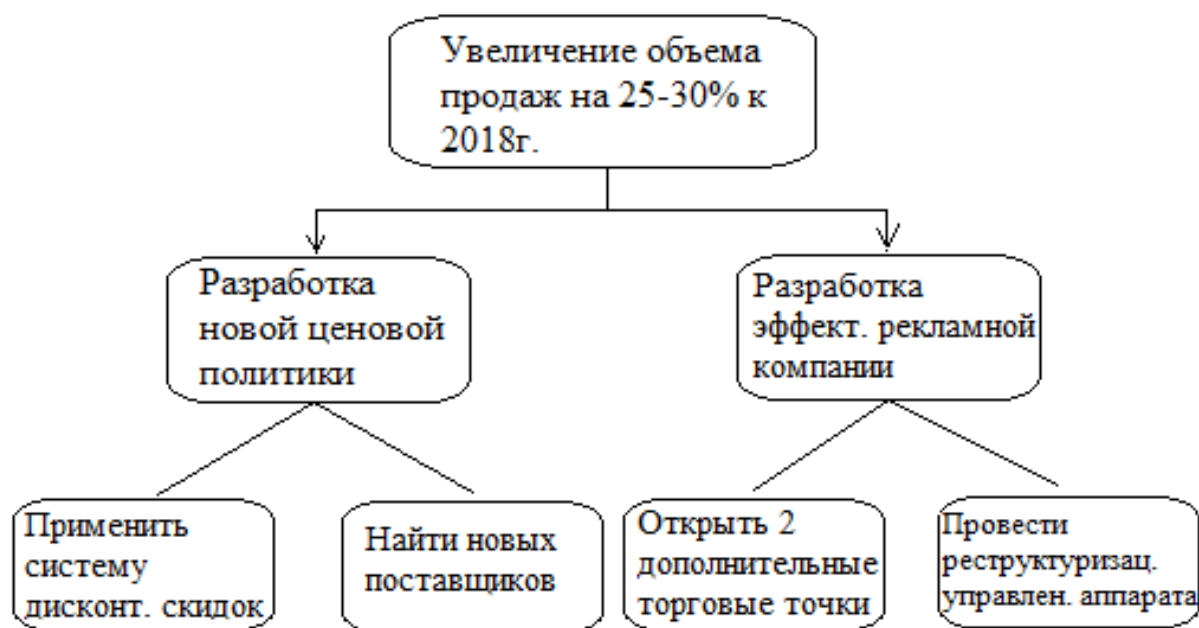 Увеличение объема
продаж на 25-30% к
2018г.
Разработка
новой ценовой
политики
Разработка
эффект. рекламной
компании
Применить
систему
дисконт. скидок
Найти новых
поставщиков
Открыть 2
дополнительные
торговые точки
Провести
реструктуризац.
управлен. аппарата